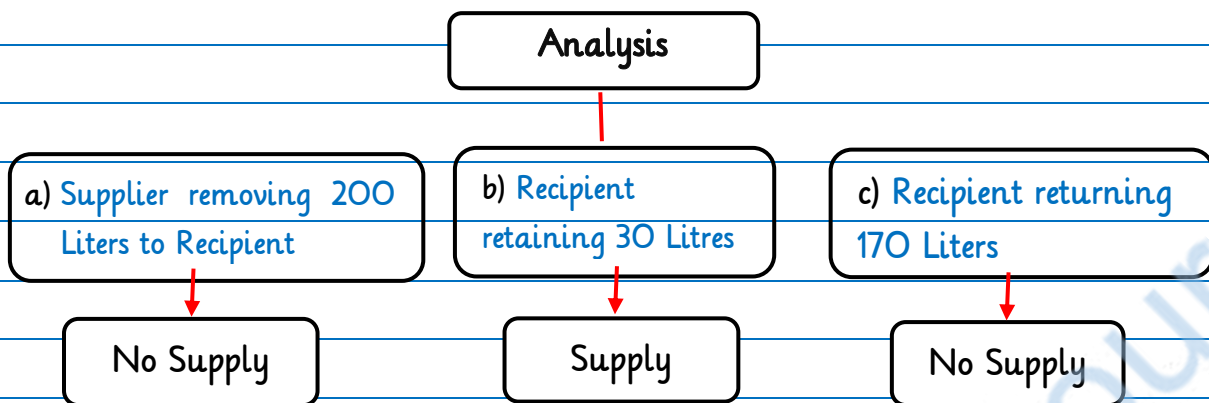 Analysis
a) Supplier removing 200
Liters to Recipient
b) Recipient
retaining 30 Litres
c) Recipient returning
170 Liters
No Supply
Supply
No Supply